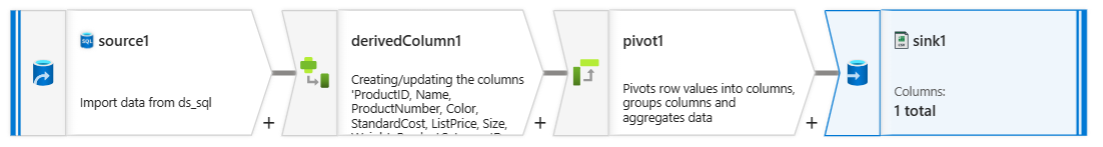 source1
Import data from ds_sql
derivedColumn1
Creating/updating the columns
'ProductID, Name,
ProductNumber, Color,
StandardCost, ListPrice, Size,
pivot1
Pivots row values into columns,
groups columns and
aggregates data
sink1
Columns:
1 total